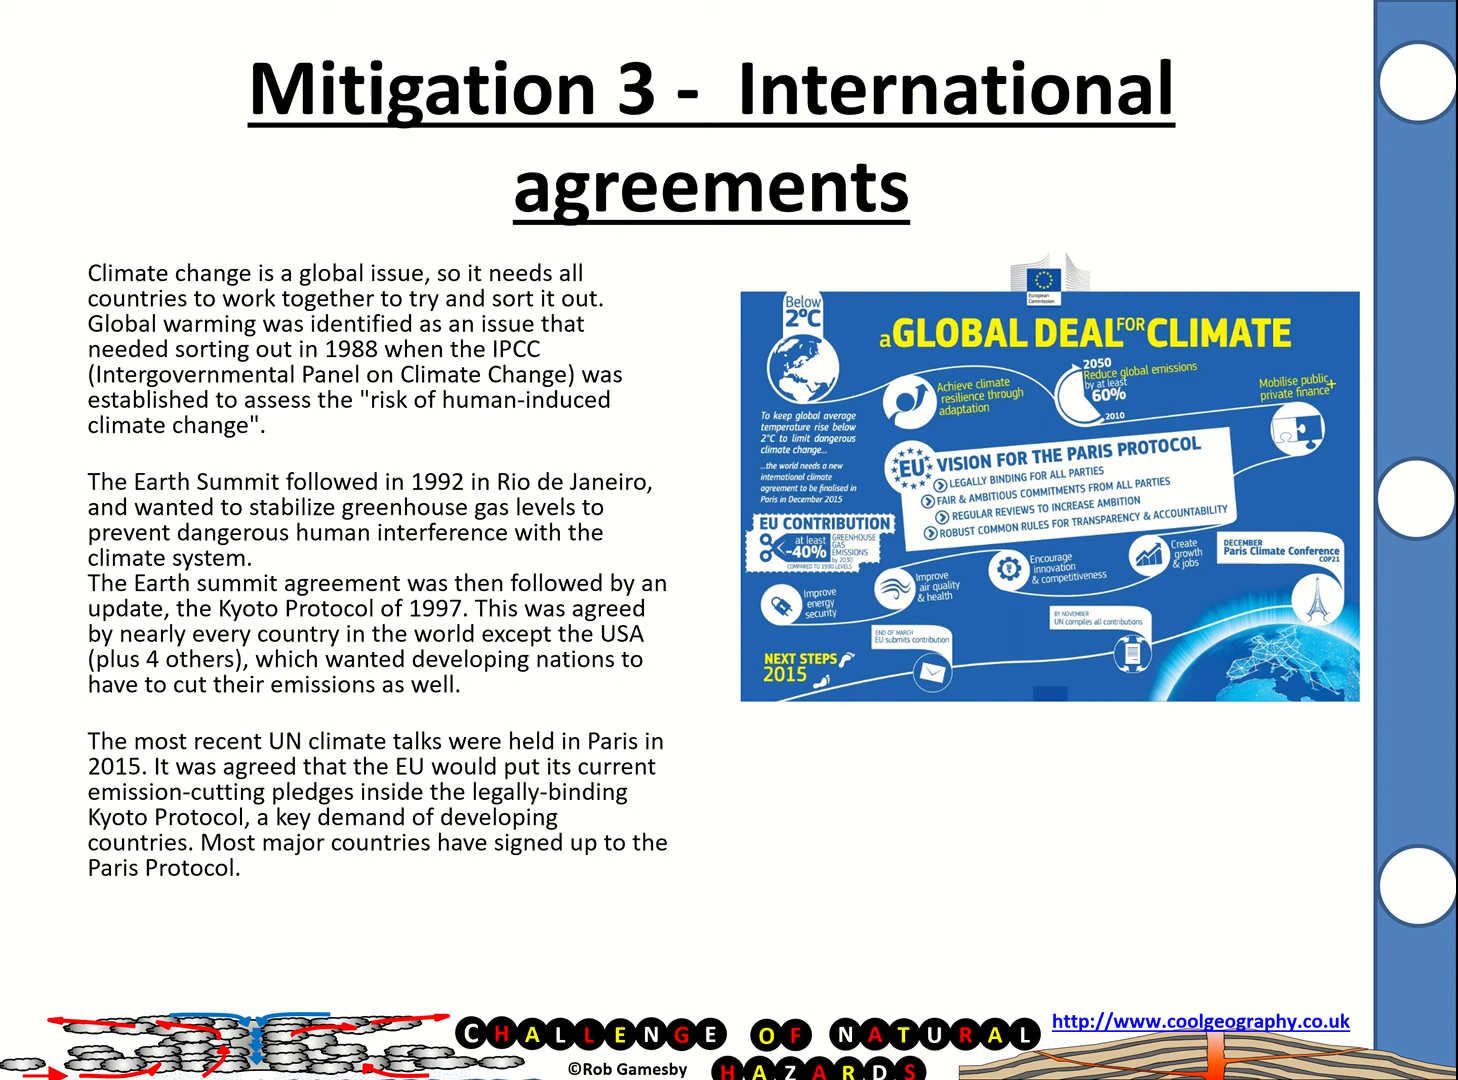 Mitigation 3 -  International
agreements
Climate change is a global issue, so it needs all
countries to work together to try and sort it out.
Global warming was identified as an issue that
needed sorting out in 1988 when the IPCC
(Intergovernmental Panel on Climate Change) was
established to assess the "risk of human-induced
climate change".
The Earth Summit followed in 1992 in Rio de Janeiro,
and wanted to stabilize greenhouse gas levels to
prevent dangerous human interference with the
climate system.
The Earth summit agreement was then followed by an
update, the Kyoto Protocol of 1997. This was agreed
by nearly every country in the world except the USA
(plus 4 others), which wanted developing nations to
have to cut their emissions as well.
The most recent UN climate talks were held in Paris in
2015. It was agreed that the EU would put its current
emission-cutting pledges inside the legally-binding
Kyoto Protocol, a key demand of developing
countries. Most major countries have signed up to the
Paris Protocol.
European
Commission
Below
2°C
a GLOBAL DEAL FOR CLIMATE
To keep global average
temperature rise below
2°C to limit dangerous
climate change...
...the world needs a new
international climate
agreement to be finalised in
Paris in December 2015
Achieve climate
resilience through
adaptation
2050
Reduce global emissions
by at least
60%
2010
Mobilise public
private finance
+
EU VISION FOR THE PARIS PROTOCOL
LEGALLY BINDING FOR ALL PARTIES
FAIR & AMBITIOUS COMMITMENTS FROM ALL PARTIES
REGULAR REVIEWS TO INCREASE AMBITION
ROBUST COMMON RULES FOR TRANSPARENCY & ACCOUNTABILITY
EU CONTRIBUTION
at least
-40%
GREENHOUSE
GAS
EMISSIONS
by 2030
COMPARED TO 1990 LEVELS
Improve
energy
security
Improve
air quality
& health
Encourage
innovation
& competitiveness
Create
growth
& jobs
DECEMBER
Paris Climate Conference
COP21
NEXT STEPS
2015
END OF MARCH
EU submits contribution
BY NOVEMBER
UN compiles all contributions
CHALLENGE OF NATURAL
HAZARDS
©Rob Gamesby
http://www.coolgeography.co.uk